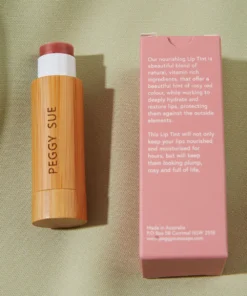 PEGGY SUE
Our nourishing Lip Tint is
a beautiful blend of
natural, vitamin rich
ingredients, that offer a
beautiful hint of rosy red
colour, while working to
deeply hydrate and
restore lips, protecting
them against the outside
elements.
This Lip Tint will not only
keep your lips nourished
and moisturised for
hours, but will keep
them looking plump,
rosy and full of life.
Made in Australia